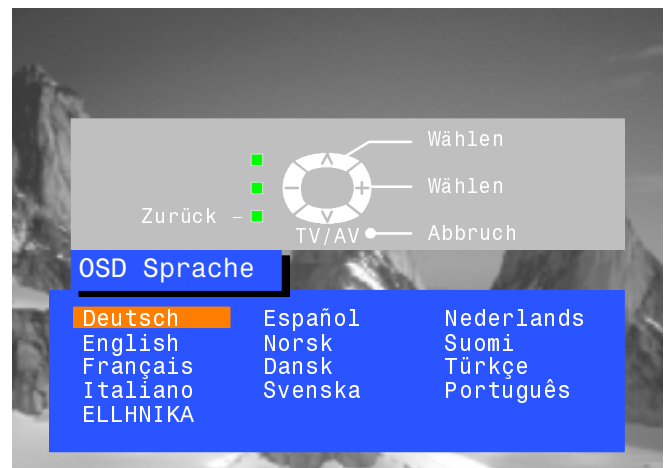 Wählen
Wählen
Zurück –
TV/AV
Abbruch
OSD Sprache
Deutsch Español Nederlands
English Norsk Suomi
Français Dansk Türkçe
Italiano Svenska Português
ELLHNIKA